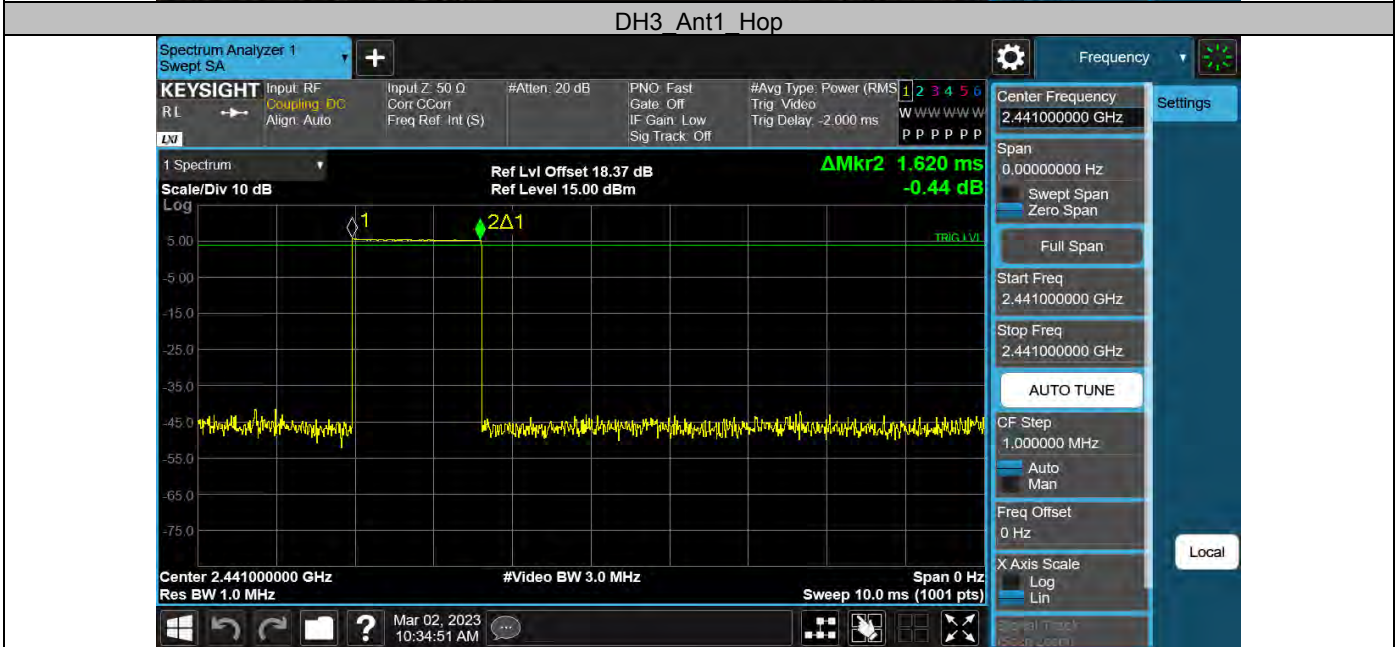 DH3_Ant1_Hop
Spectrum Analyzer 1
Swept SA
Frequency
KEYSIGHT
RL
LXI
Input: RF
Coupling: DC
Align: Auto
Input Z: 50 Ω
Corr CCorr
Freq Ref: Int (S)
#Atten: 20 dB
PNO: Fast
Gate: Off
IF Gain: Low
Sig Track: Off
#Avg Type: Power (RMS
Trig: Video
Trig Delay: -2.000 ms
1 2 3 4 5 6
W W W W W W
P P P P P P
Center Frequency
2.441000000 GHz
Settings
1 Spectrum
Scale/Div 10 dB
Log
Ref Lvl Offset 18.37 dB
Ref Level 15.00 dBm
ΔMkr2 1.620 ms
-0.44 dB
Span
0.00000000 Hz
Swept Span
Zero Span
1
2Δ1
TRIG LVL
5.00
-5.00
-15.0
-25.0
-35.0
-45.0
-55.0
-65.0
-75.0
Full Span
Start Freq
2.441000000 GHz
Stop Freq
2.441000000 GHz
AUTO TUNE
CF Step
1.000000 MHz
Auto
Man
Freq Offset
0 Hz
Local
X Axis Scale
Log
Lin
Center 2.441000000 GHz
Res BW 1.0 MHz
#Video BW 3.0 MHz
Span 0 Hz
Sweep 10.0 ms (1001 pts)
?
Mar 02, 2023
10:34:51 AM
Signal Track
(Span Zoom)